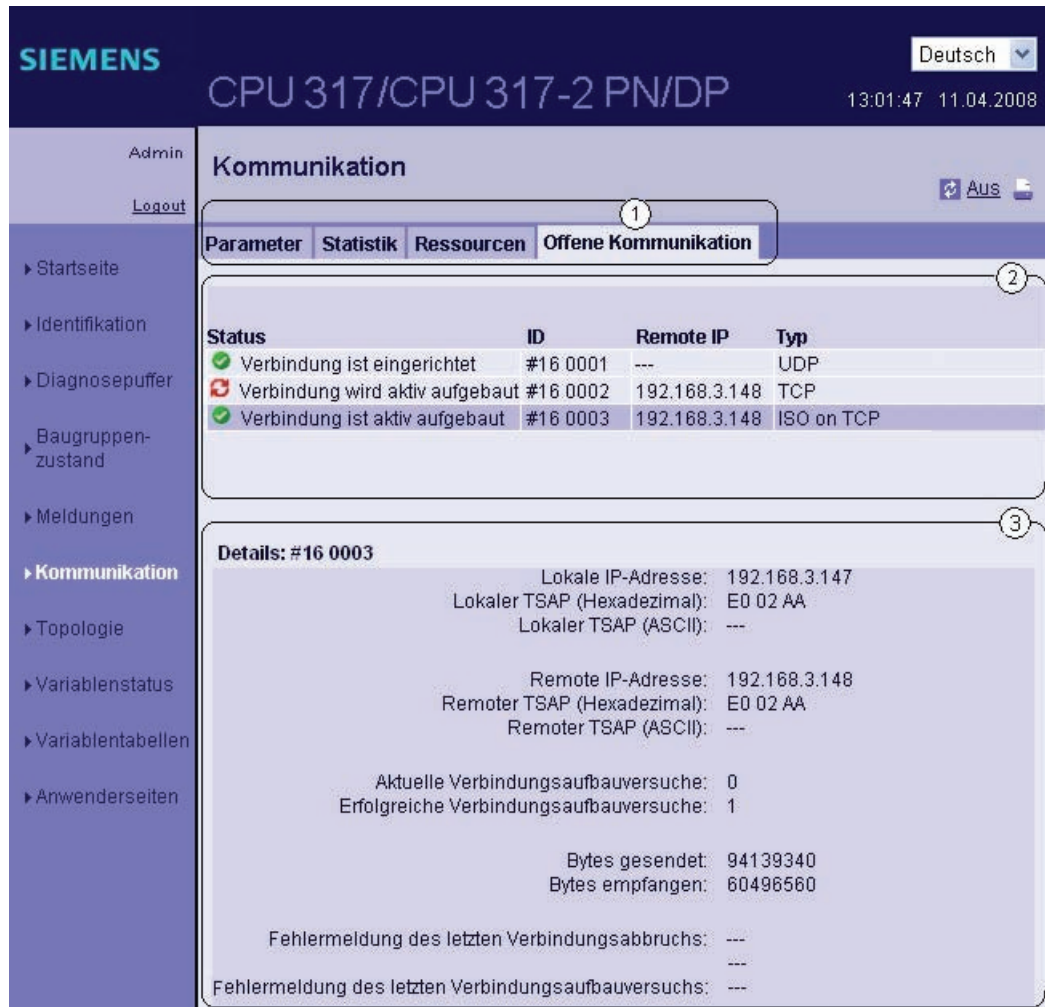 SIEMENS
Deutsch
CPU 317/CPU 317-2 PN/DP
13:01:47 11.04.2008
Admin
Logout
Kommunikation
Aus
1
Parameter Statistik Ressourcen Offene Kommunikation
Startseite
Identifikation
Diagnosepuffer
Baugruppen-
zustand
Meldungen
Kommunikation
Topologie
Variablenstatus
Variablentabellen
Anwenderseiten
2
Status ID Remote IP Typ
Verbindung ist eingerichtet #16 0001 --- UDP
Verbindung wird aktiv aufgebaut #16 0002 192.168.3.148 TCP
Verbindung ist aktiv aufgebaut #16 0003 192.168.3.148 ISO on TCP
3
Details: #16 0003
Lokale IP-Adresse: 192.168.3.147
Lokaler TSAP (Hexadezimal): E0 02 AA
Lokaler TSAP (ASCII): ---
Remote IP-Adresse: 192.168.3.148
Remoter TSAP (Hexadezimal): E0 02 AA
Remoter TSAP (ASCII): ---
Aktuelle Verbindungsaufbauversuche: 0
Erfolgreiche Verbindungsaufbauversuche: 1
Bytes gesendet: 94139340
Bytes empfangen: 60496560
Fehlermeldung des letzten Verbindungsabbruchs: ---
---
Fehlermeldung des letzten Verbindungsaufbauversuchs: ---